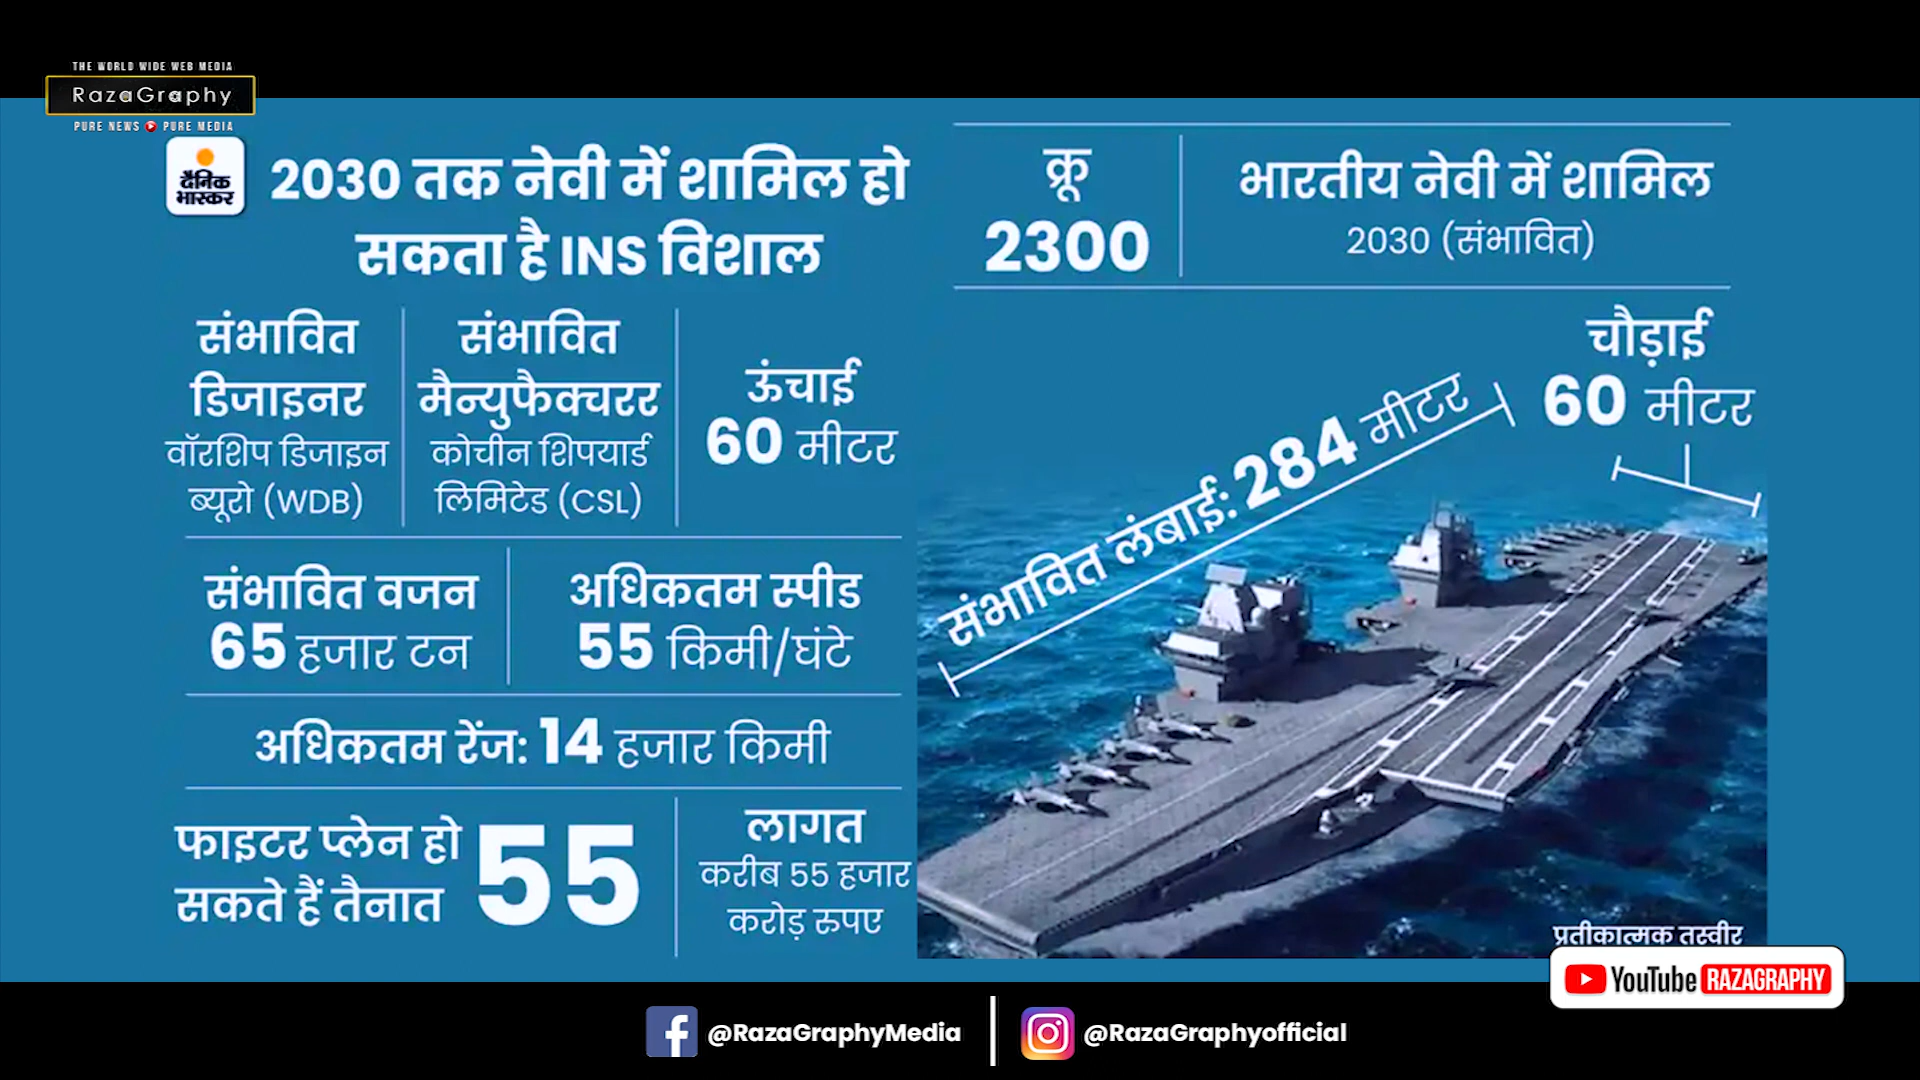 THE WORLD WIDE WEB MEDIA
RazaGraphy
PURE NEWS PURE MEDIA
दैनिक
भास्कर
2030 तक नेवी में शामिल हो
सकता है INS विशाल
संभावित
डिजाइनर
वॉरशिप डिजाइन
ब्यूरो (WDB)
संभावित
मैन्युफैक्चरर
कोचीन शिपयार्ड
लिमिटेड (CSL)
ऊंचाई
60 मीटर
संभावित वजन
65 हजार टन
अधिकतम स्पीड
55 किमी/घंटे
अधिकतम रेंज: 14 हजार किमी
फाइटर प्लेन हो
सकते हैं तैनात
55
लागत
करीब 55 हजार
करोड़ रुपए
क्रू
2300
भारतीय नेवी में शामिल
2030 (संभावित)
चौड़ाई
60 मीटर
संभावित लंबाई: 284 मीटर
प्रतीकात्मक तस्वीर
YouTube RAZAGRAPHY
@RazaGraphyMedia
@RazaGraphyofficial